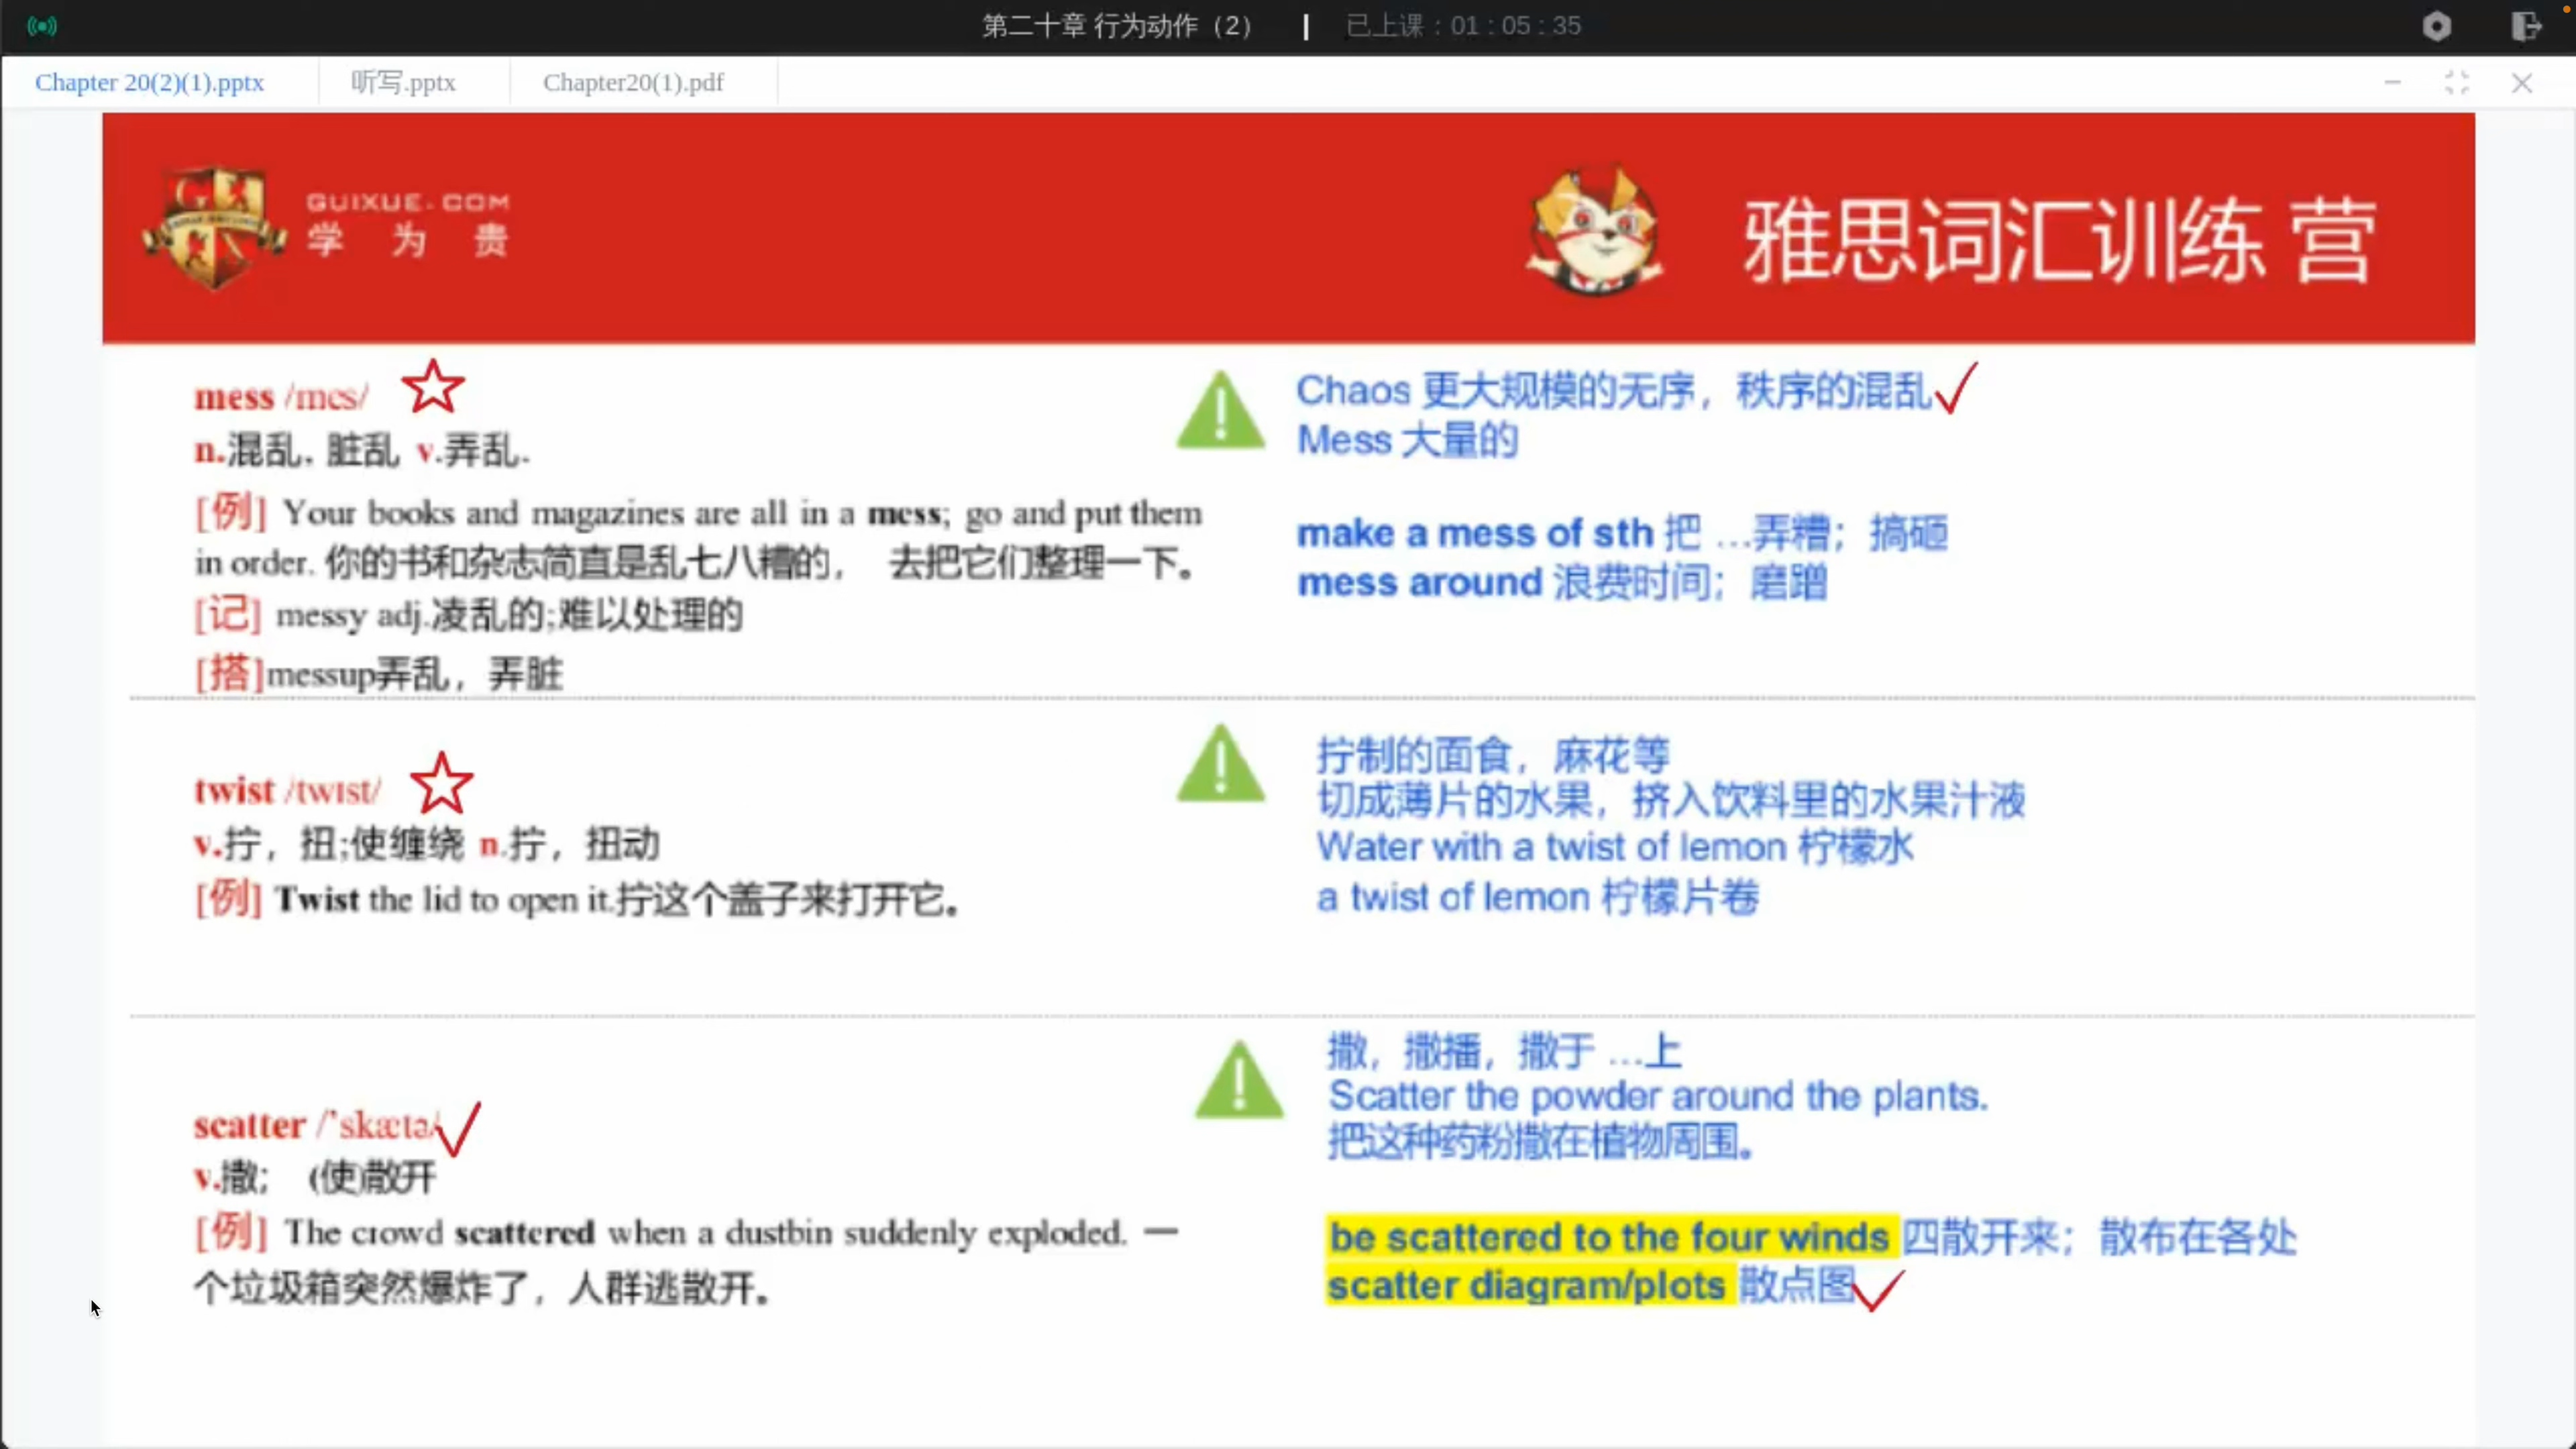 第二十章 行为动作（2） | 已上课：01：05：35
Chapter 20(2)(1).pptx 听写.pptx Chapter20(1).pdf
GUIXUE.COM
学为贵
雅思词汇训练 营
mess /mes/
n.混乱，脏乱 v.弄乱.
[例] Your books and magazines are all in a mess; go and put them
in order. 你的书和杂志简直是乱七八糟的， 去把它们整理一下。
[记] messy adj.凌乱的;难以处理的
[搭]messup弄乱，弄脏
Chaos 更大规模的无序，秩序的混乱
Mess 大量的
make a mess of sth 把 …弄糟；搞砸
mess around 浪费时间；磨蹭
twist /twɪst/
v.拧，扭;使缠绕 n.拧，扭动
[例] Twist the lid to open it.拧这个盖子来打开它。
拧制的面食，麻花等
切成薄片的水果，挤入饮料里的水果汁液
Water with a twist of lemon 柠檬水
a twist of lemon 柠檬片卷
scatter /'skætə/
v.撒； (使)散开
[例] The crowd scattered when a dustbin suddenly exploded. 一
个垃圾箱突然爆炸了，人群逃散开。
撒，撒播，撒于 …上
Scatter the powder around the plants.
把这种药粉撒在植物周围。
be scattered to the four winds 四散开来；散布在各处
scatter diagram/plots 散点图